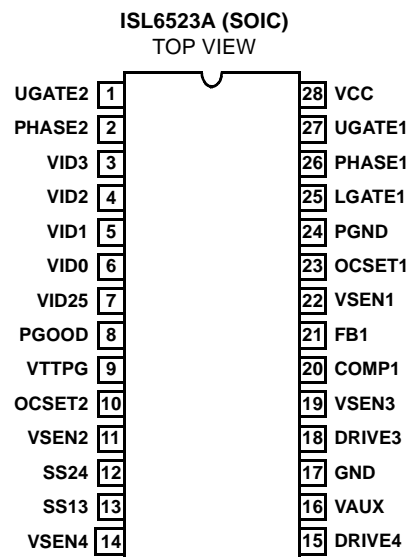 ISL6523A (SOIC)
TOP VIEW
UGATE2 1 28 VCC
PHASE2 2 27 UGATE1
VID3 3 26 PHASE1
VID2 4 25 LGATE1
VID1 5 24 PGND
VID0 6 23 OCSET1
VID25 7 22 VSEN1
PGOOD 8 21 FB1
VTTPG 9 20 COMP1
OCSET2 10 19 VSEN3
VSEN2 11 18 DRIVE3
SS24 12 17 GND
SS13 13 16 VAUX
VSEN4 14 15 DRIVE4